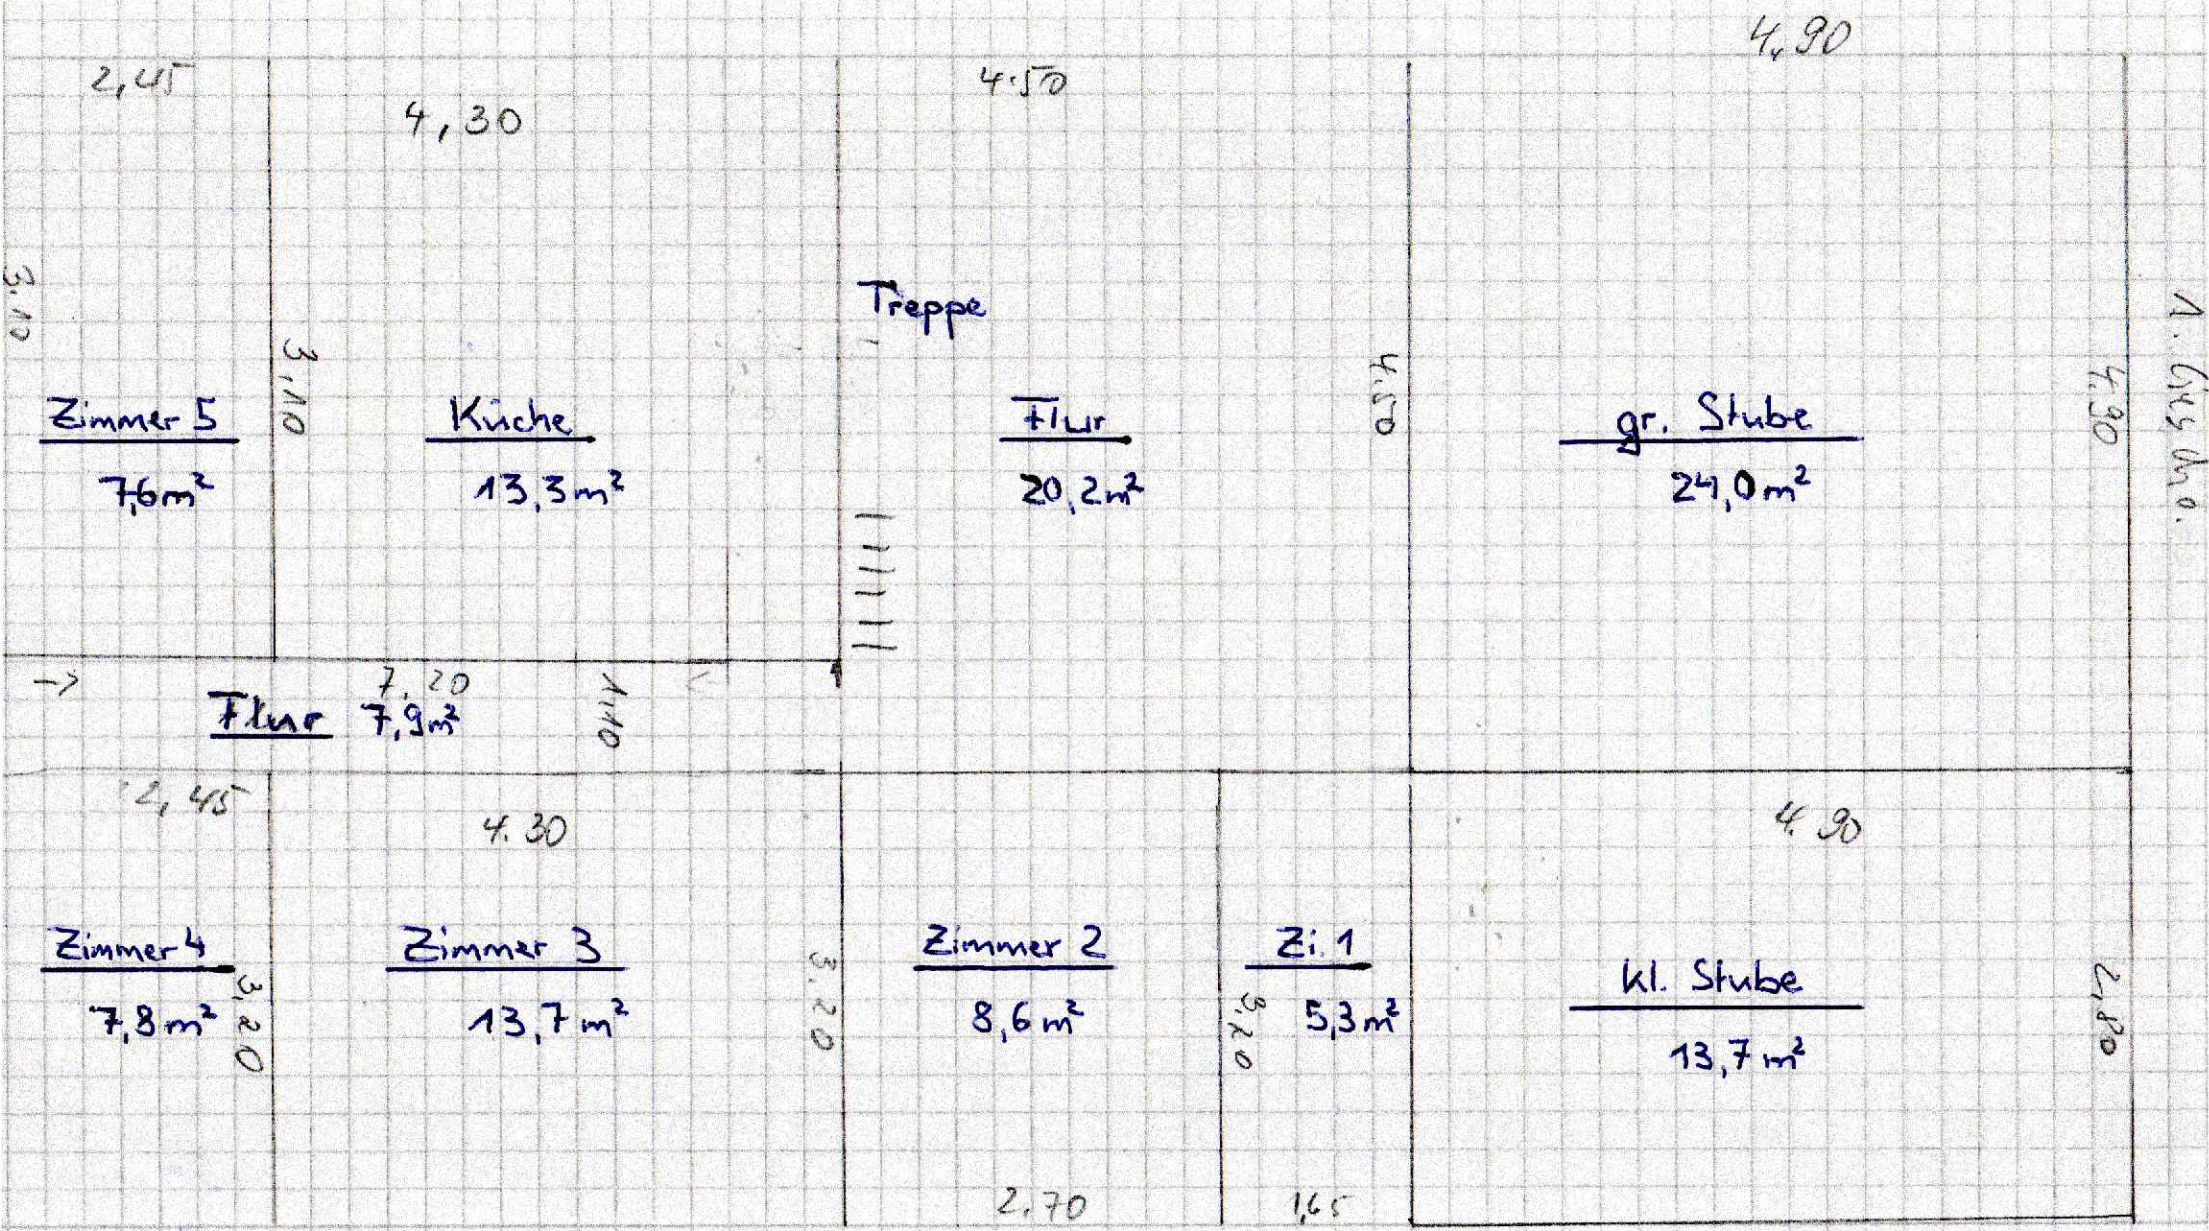 4,90
2,45
4,30
4.50
3.10
Treppe
3,10
4.50
4.90
Zimmer 5
7,6m²
Küche
13,3m²
Flur
20,2m²
gr. Stube
24,0m²
->
7.20
1,10
Flur 7,9m²
2,45
4.30
4.90
Zimmer 4
7,8m²
3,20
Zimmer 3
13,7m²
3.20
Zimmer 2
8,6m²
Zi. 1
5,3m²
3,20
kl. Stube
13,7m²
2,80
2.70
1,65